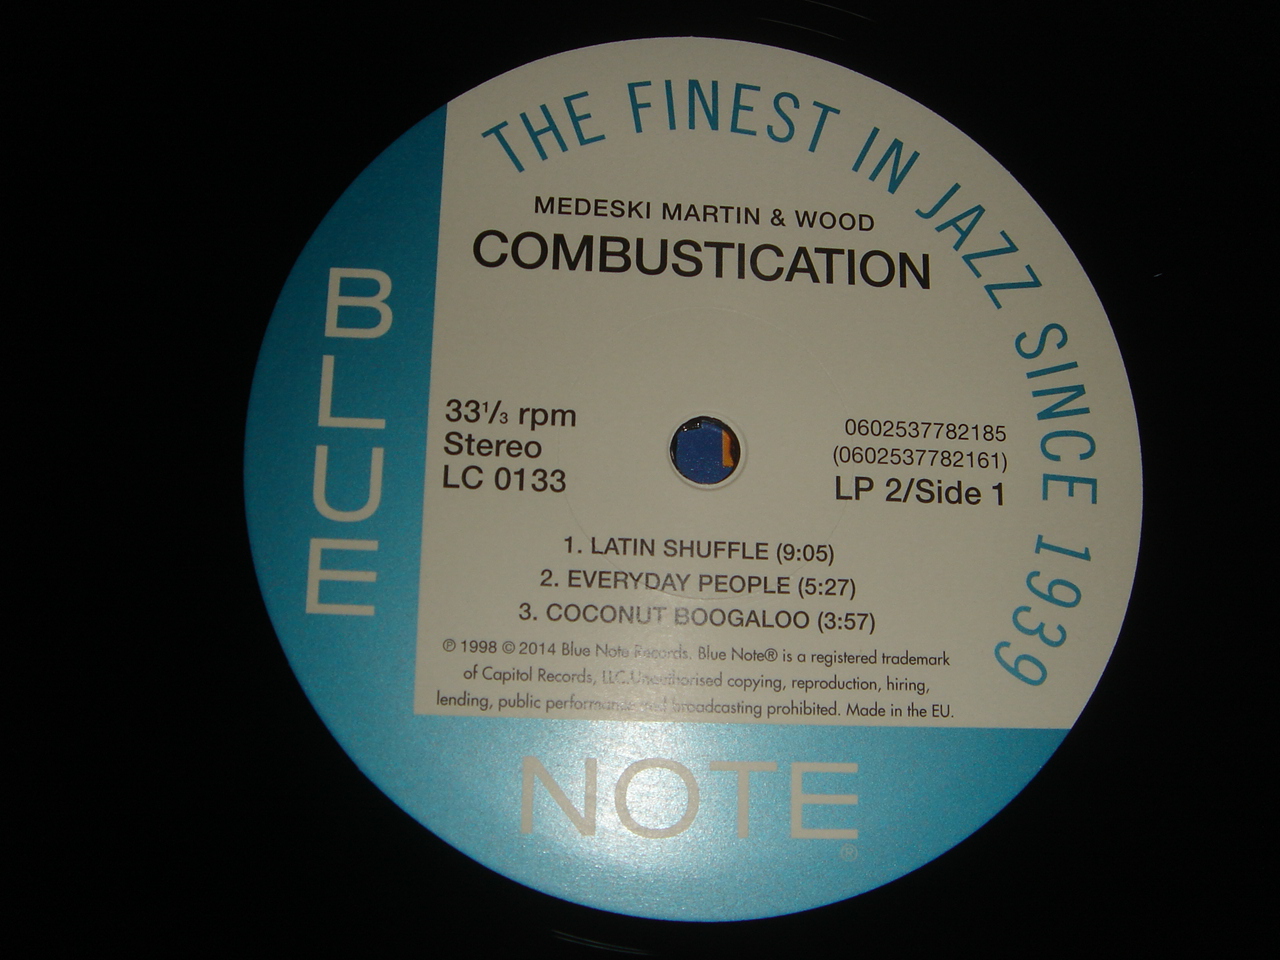 THE FINEST IN JAZZ SINCE 1939
MEDESKI MARTIN & WOOD
COMBUSTICATION
BLUE
33⅓ rpm
Stereo
LC 0133
0602537782185
(0602537782161)
LP 2/Side 1
1. LATIN SHUFFLE (9:05)
2. EVERYDAY PEOPLE (5:27)
3. COCONUT BOOGALOO (3:57)
℗ 1998 © 2014 Blue Note Records. Blue Note® is a registered trademark
of Capitol Records, LLC.Unauthorised copying, reproduction, hiring,
lending, public performance and broadcasting prohibited. Made in the EU.
NOTE
®